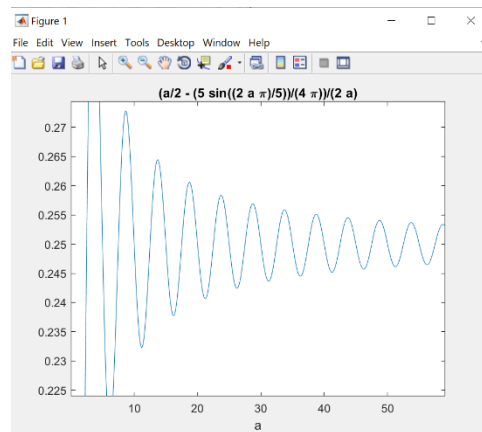 Figure 1
File Edit View Insert Tools Desktop Window Help
(a/2 - (5 sin((2 a π)/5))/(4 π))/(2 a)
0.27
0.265
0.26
0.255
0.25
0.245
0.24
0.235
0.23
0.225
10 20 30 40 50
a